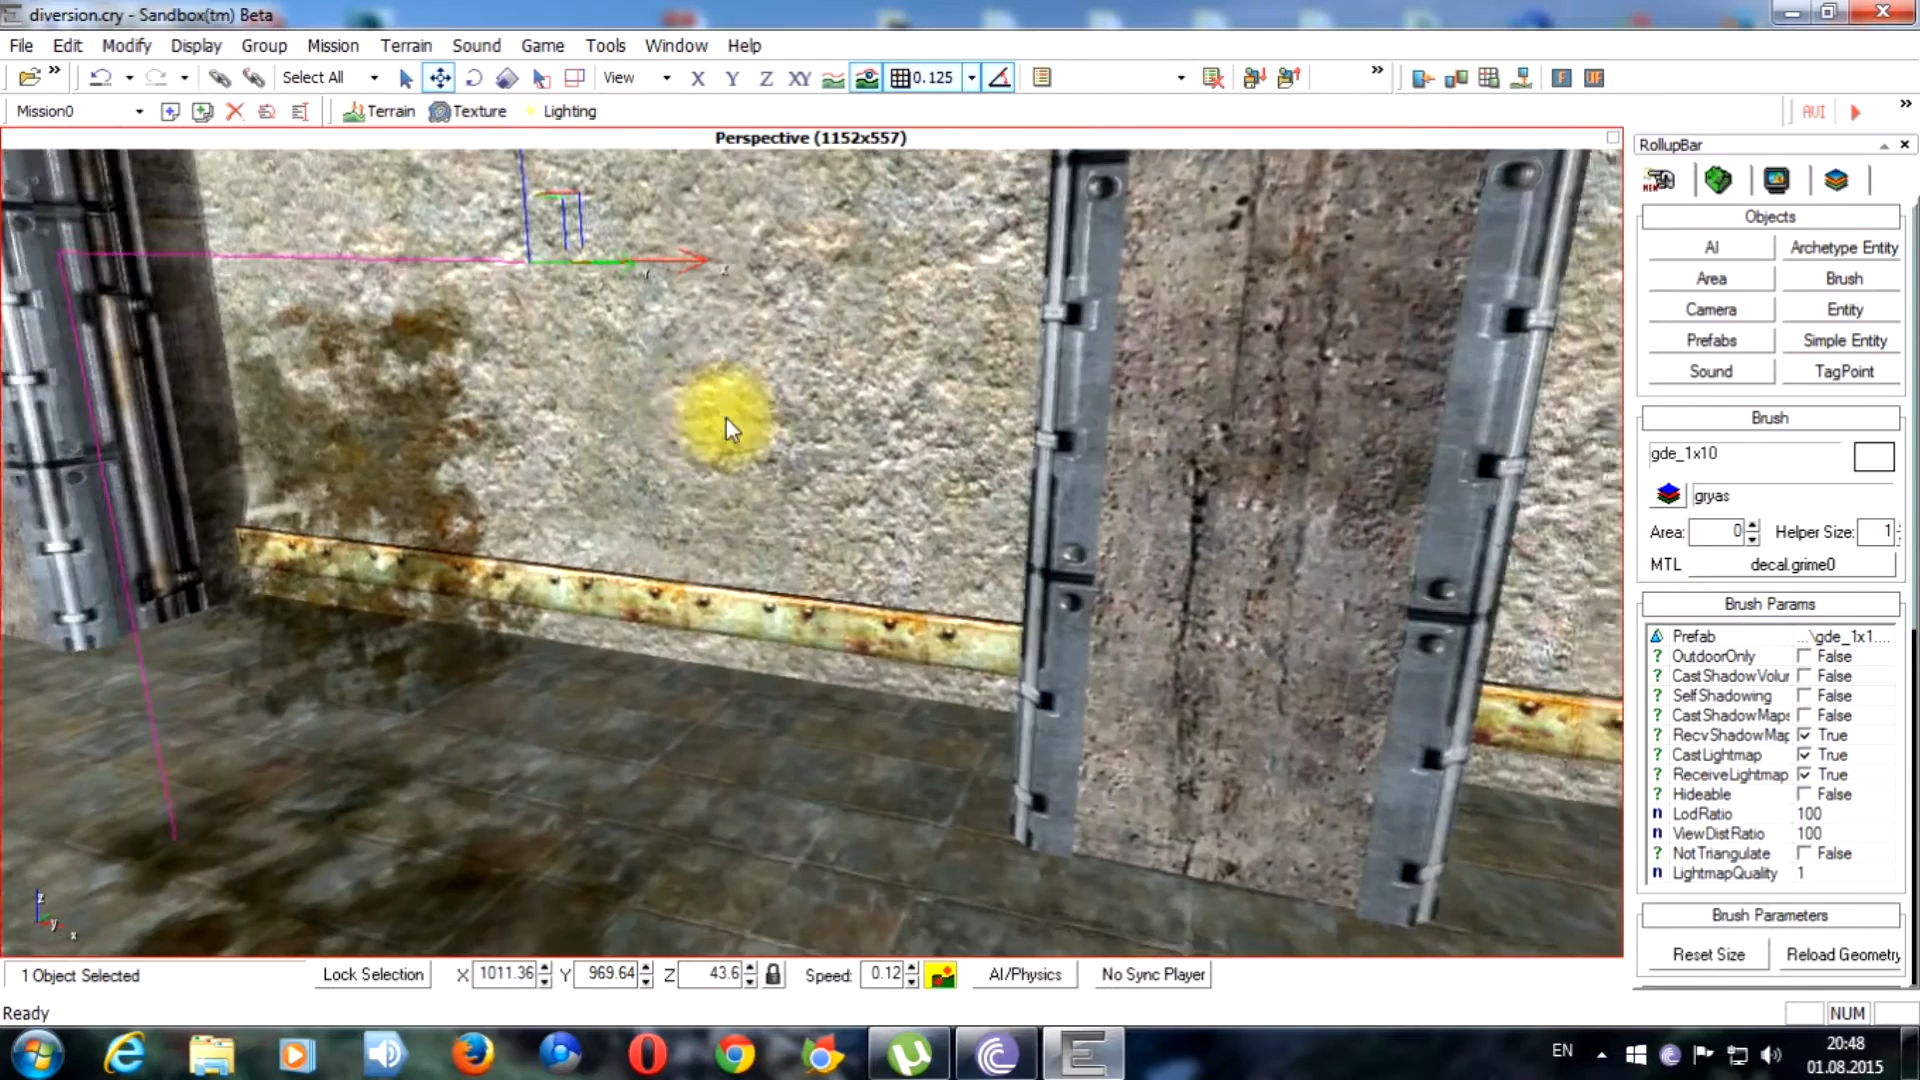 diversion.cry - Sandbox(tm) Beta
File Edit Modify Display Group Mission Terrain Sound Game Tools Window Help
Select All View X Y Z XY 0.125
Mission0 Terrain Texture Lighting AVI
Perspective (1152x557)
RollupBar
Objects
AI Archetype Entity
Area Brush
Camera Entity
Prefabs Simple Entity
Sound TagPoint
Brush
gde_1x10
gryas
Area: 0 Helper Size: 1
MTL decal.grime0
Brush Params
Prefab ...\gde_1x1....
OutdoorOnly False
CastShadowVolur False
SelfShadowing False
CastShadowMaps False
RecvShadowMap True
CastLightmap True
ReceiveLightmap True
Hideable False
LodRatio 100
ViewDistRatio 100
NotTriangulate False
LightmapQuality 1
Brush Parameters
Reset Size Reload Geometry
1 Object Selected Lock Selection X 1011.36 Y 969.64 Z 43.6 Speed: 0.12 AI/Physics No Sync Player
Ready NUM
EN 20:48
01.08.2015